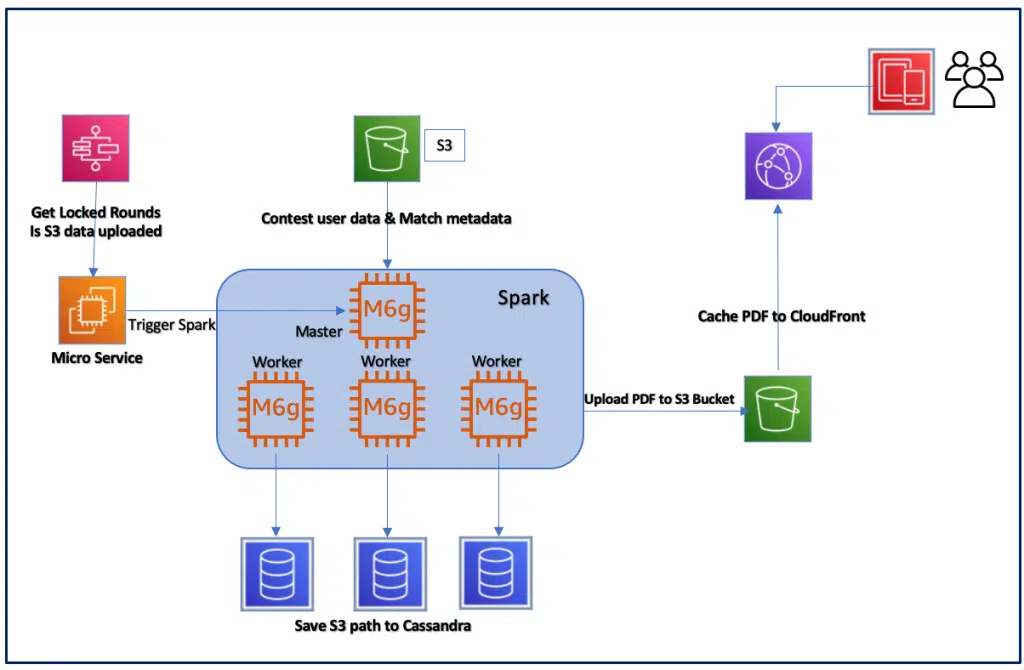 S3
Get Locked Rounds
Is S3 data uploaded
Contest user data & Match metadata
Spark
M6g
Cache PDF to CloudFront
Trigger Spark
Master
Micro Service
Worker
Worker
Worker
M6g
M6g
M6g
Upload PDF to S3 Bucket
Save S3 path to Cassandra